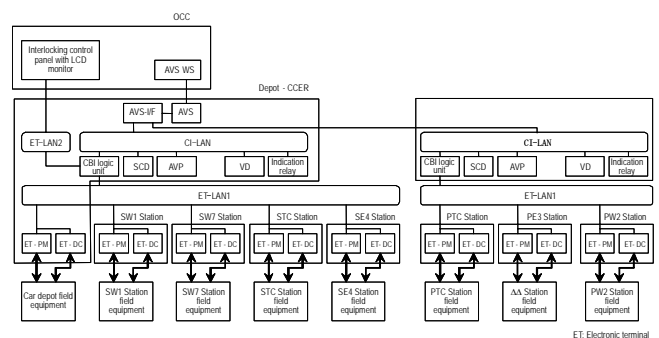 OCC
Interlocking control
panel with LCD
monitor
AVS WS
Depot - CCER
AVS-I/F
AVS
ET-LAN2
CI-LAN
CI-LAN
CBI logic
unit
SCD
AVP
VD
Indication
relay
CBI logic
unit
SCD
AVP
VD
Indication
relay
ET-LAN1
ET-LAN1
SW1 Station
SW7 Station
STC Station
SE4 Station
PTC Station
PE3 Station
PW2 Station
ET - PM
ET - DC
ET - PM
ET - DC
ET - PM
ET - DC
ET - PM
ET - DC
ET - PM
ET - DC
ET - PM
ET - DC
ET - PM
ET - DC
ET - PM
ET - DC
Car depot field
equipment
SW1 Station
field
equipment
SW7 Station
field
equipment
STC Station
field
equipment
SE4 Station
field
equipment
PTC Station
field
equipment
ΔΔ Station
field
equipment
PW2 Station
field
equipment
ET: Electronic terminal